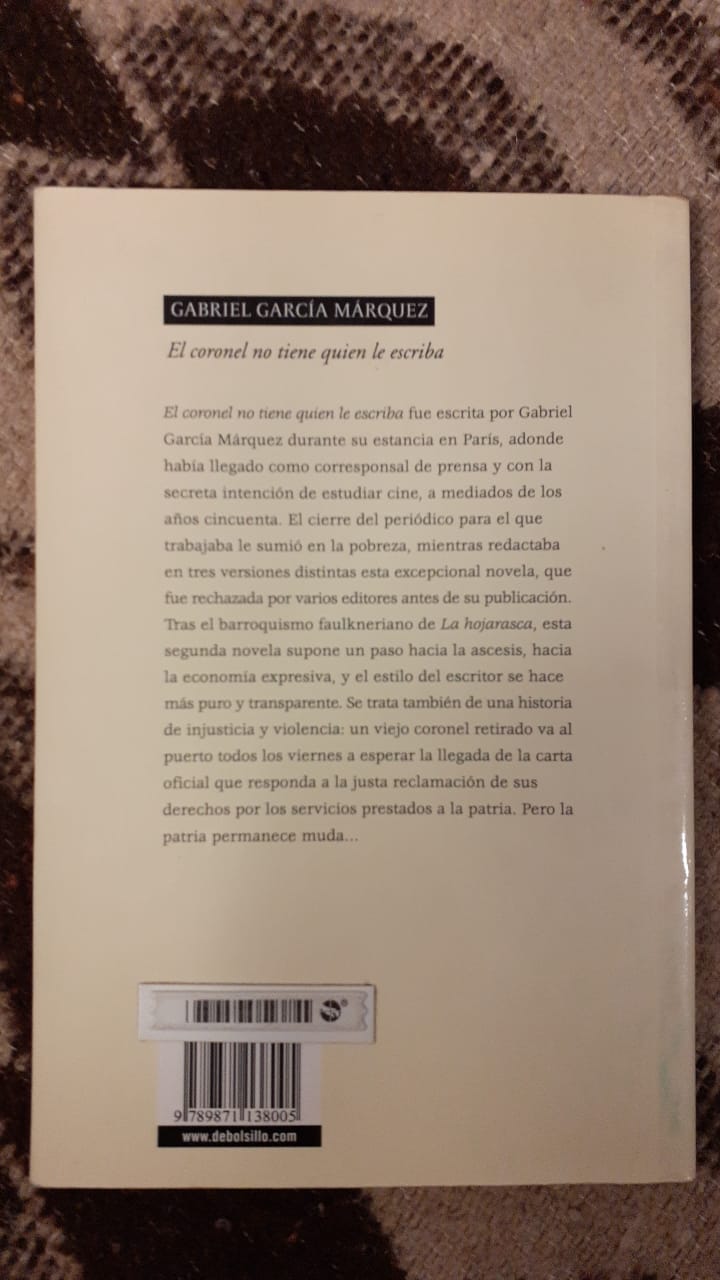 GABRIEL GARCÍA MÁRQUEZ
El coronel no tiene quien le escriba
El coronel no tiene quien le escriba fue escrita por Gabriel
García Márquez durante su estancia en París, adonde
había llegado como corresponsal de prensa y con la
secreta intención de estudiar cine, a mediados de los
años cincuenta. El cierre del periódico para el que
trabajaba le sumió en la pobreza, mientras redactaba
en tres versiones distintas esta excepcional novela, que
fue rechazada por varios editores antes de su publicación.
Tras el barroquismo faulkneriano de La hojarasca, esta
segunda novela supone un paso hacia la ascesis, hacia
la economía expresiva, y el estilo del escritor se hace
más puro y transparente. Se trata también de una historia
de injusticia y violencia: un viejo coronel retirado va al
puerto todos los viernes a esperar la llegada de la carta
oficial que responda a la justa reclamación de sus
derechos por los servicios prestados a la patria. Pero la
patria permanece muda...
9 789871 138005
www.debolsillo.com